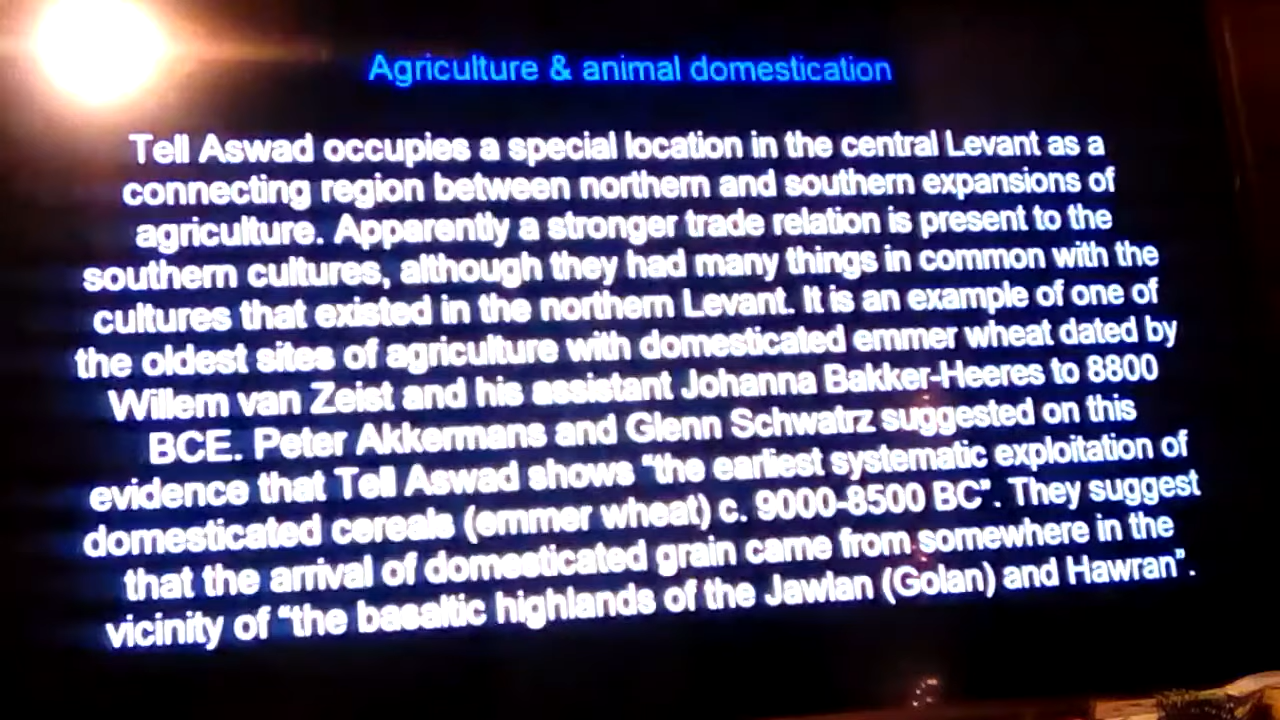 Agriculture & animal domestication
Tell Aswad occupies a special location in the central Levant as a
connecting region between northern and southern expansions of
agriculture. Apparently a stronger trade relation is present to the
southern cultures, although they had many things in common with the
cultures that existed in the northern Levant. It is an example of one of
the oldest sites of agriculture with domesticated emmer wheat dated by
Willem van Zeist and his assistant Johanna Bakker-Heeres to 8800
BCE. Peter Akkermans and Glenn Schwatrz suggested on this
evidence that Tell Aswad shows "the earliest systematic exploitation of
domesticated cereals (emmer wheat) c. 9000-8500 BC". They suggest
that the arrival of domesticated grain came from somewhere in the
vicinity of "the basaltic highlands of the Jawlan (Golan) and Hawran".